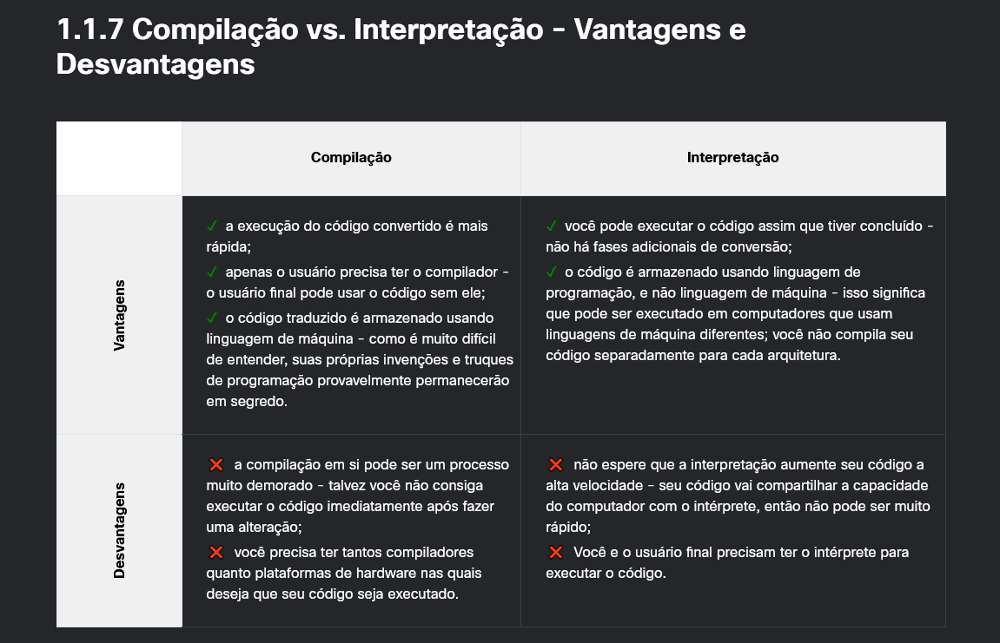 1.1.7 Compilação vs. Interpretação - Vantagens e
Desvantagens
Compilação
Interpretação
Vantagens
✓ a execução do código convertido é mais
rápida;
✓ apenas o usuário precisa ter o compilador -
o usuário final pode usar o código sem ele;
✓ o código traduzido é armazenado usando
linguagem de máquina - como é muito difícil
de entender, suas próprias invenções e truques
de programação provavelmente permanecerão
em segredo.
✓ você pode executar o código assim que tiver concluído -
não há fases adicionais de conversão;
✓ o código é armazenado usando linguagem de
programação, e não linguagem de máquina - isso significa
que pode ser executado em computadores que usam
linguagens de máquina diferentes; você não compila seu
código separadamente para cada arquitetura.
Desvantagens
❌ a compilação em si pode ser um processo
muito demorado - talvez você não consiga
executar o código imediatamente após fazer
uma alteração;
❌ você precisa ter tantos compiladores
quanto plataformas de hardware nas quais
deseja que seu código seja executado.
❌ não espere que a interpretação aumente seu código a
alta velocidade - seu código vai compartilhar a capacidade
do computador com o intérprete, então não pode ser muito
rápido;
❌ Você e o usuário final precisam ter o intérprete para
executar o código.